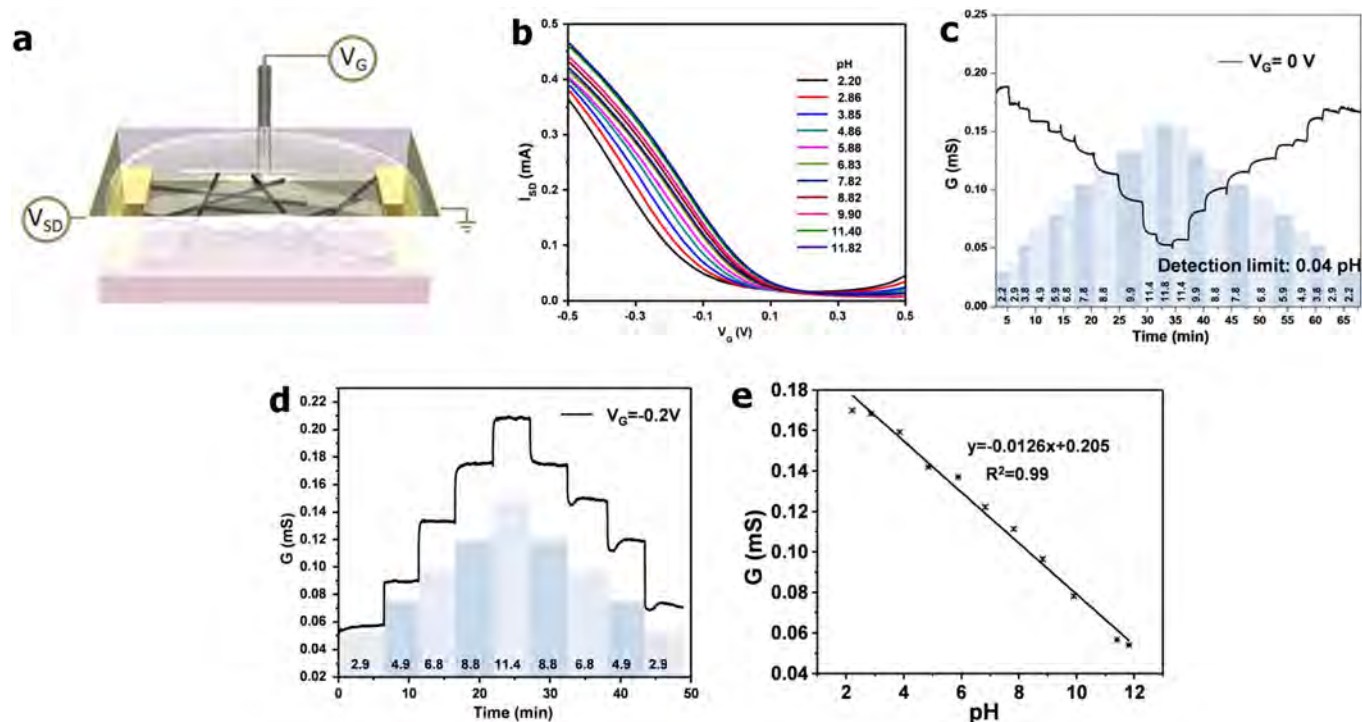 a
V_G
V_SD
b
I_SD (mA)
0.5
0.4
0.3
0.2
0.1
0.0
-0.5
-0.3
-0.1
0.1
0.3
0.5
V_G (V)
pH
2.20
2.86
3.85
4.86
5.88
6.83
7.82
8.82
9.90
11.40
11.82
c
G (mS)
0.25
0.20
0.15
0.10
0.05
0.00
V_G= 0 V
Detection limit: 0.04 pH
2.2 2.9 3.8 4.9 5.9 6.8 7.8 8.8 9.9 11.4 11.8 11.4 9.9 8.8 7.8 6.8 5.9 4.9 3.8 2.9 2.2
5 15 25 35 45 55 65
Time (min)
d
G (mS)
0.22
0.20
0.18
0.16
0.14
0.12
0.10
0.08
0.06
0.04
0.02
V_G=-0.2V
2.9 4.9 6.8 8.8 11.4 8.8 6.8 4.9 2.9
0 10 20 30 40 50
Time (min)
e
G (mS)
0.18
0.16
0.14
0.12
0.10
0.08
0.06
0.04
y=-0.0126x+0.205
R²=0.99
2 4 6 8 10 12 14
pH